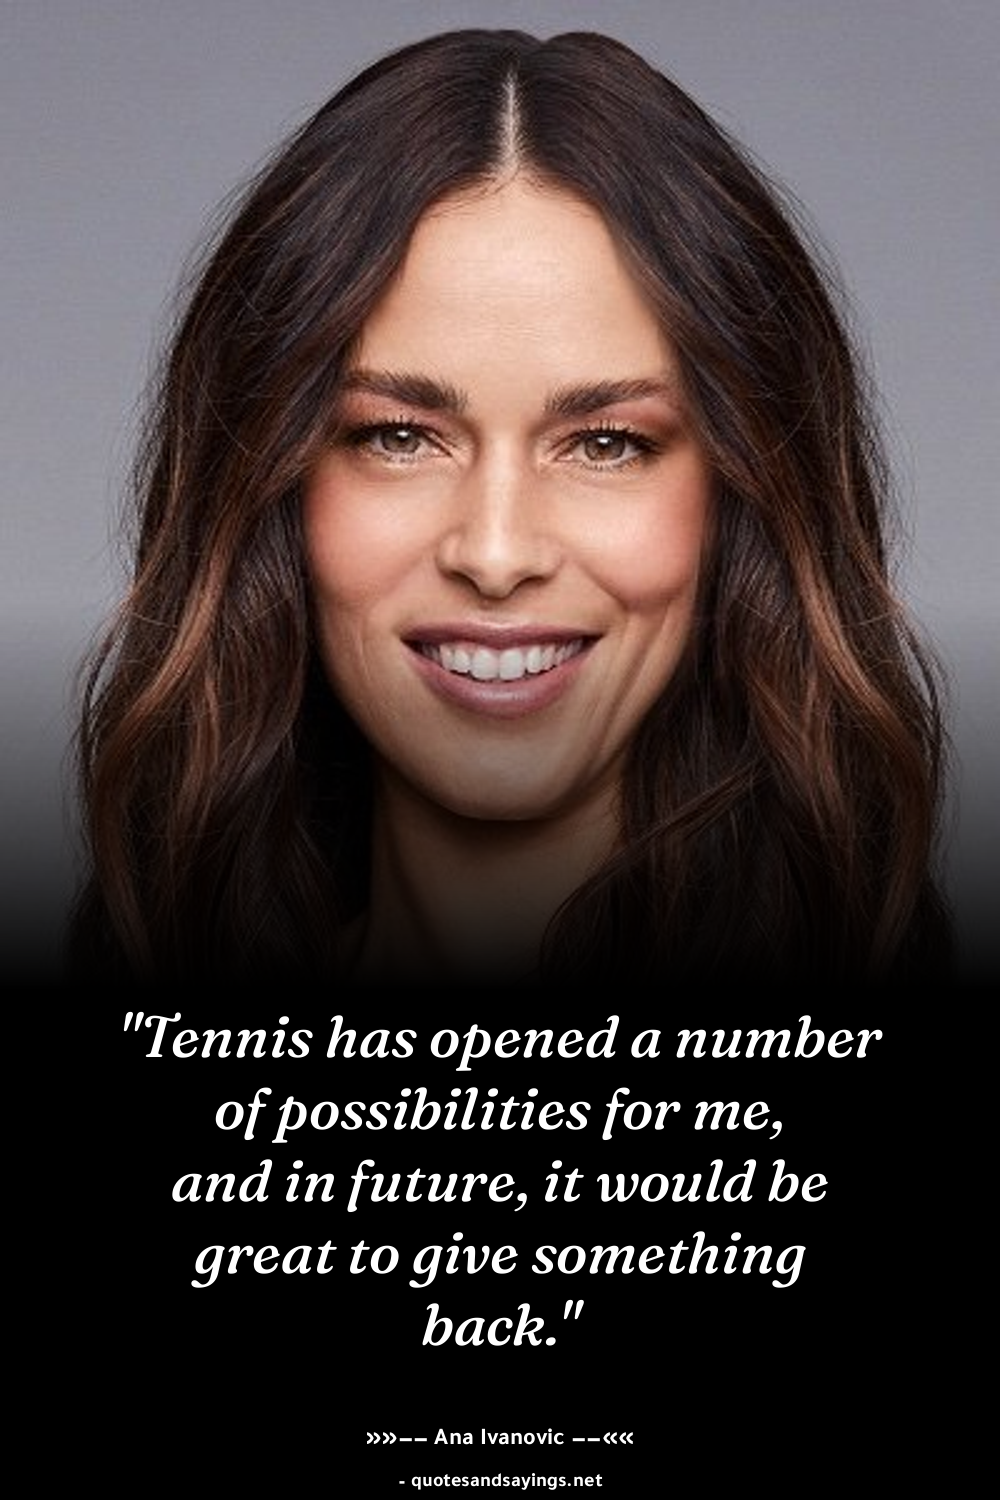 "Tennis has opened a number
of possibilities for me,
and in future, it would be
great to give something
back."
»»−− Ana Ivanovic −−««
- quotesandsayings.net